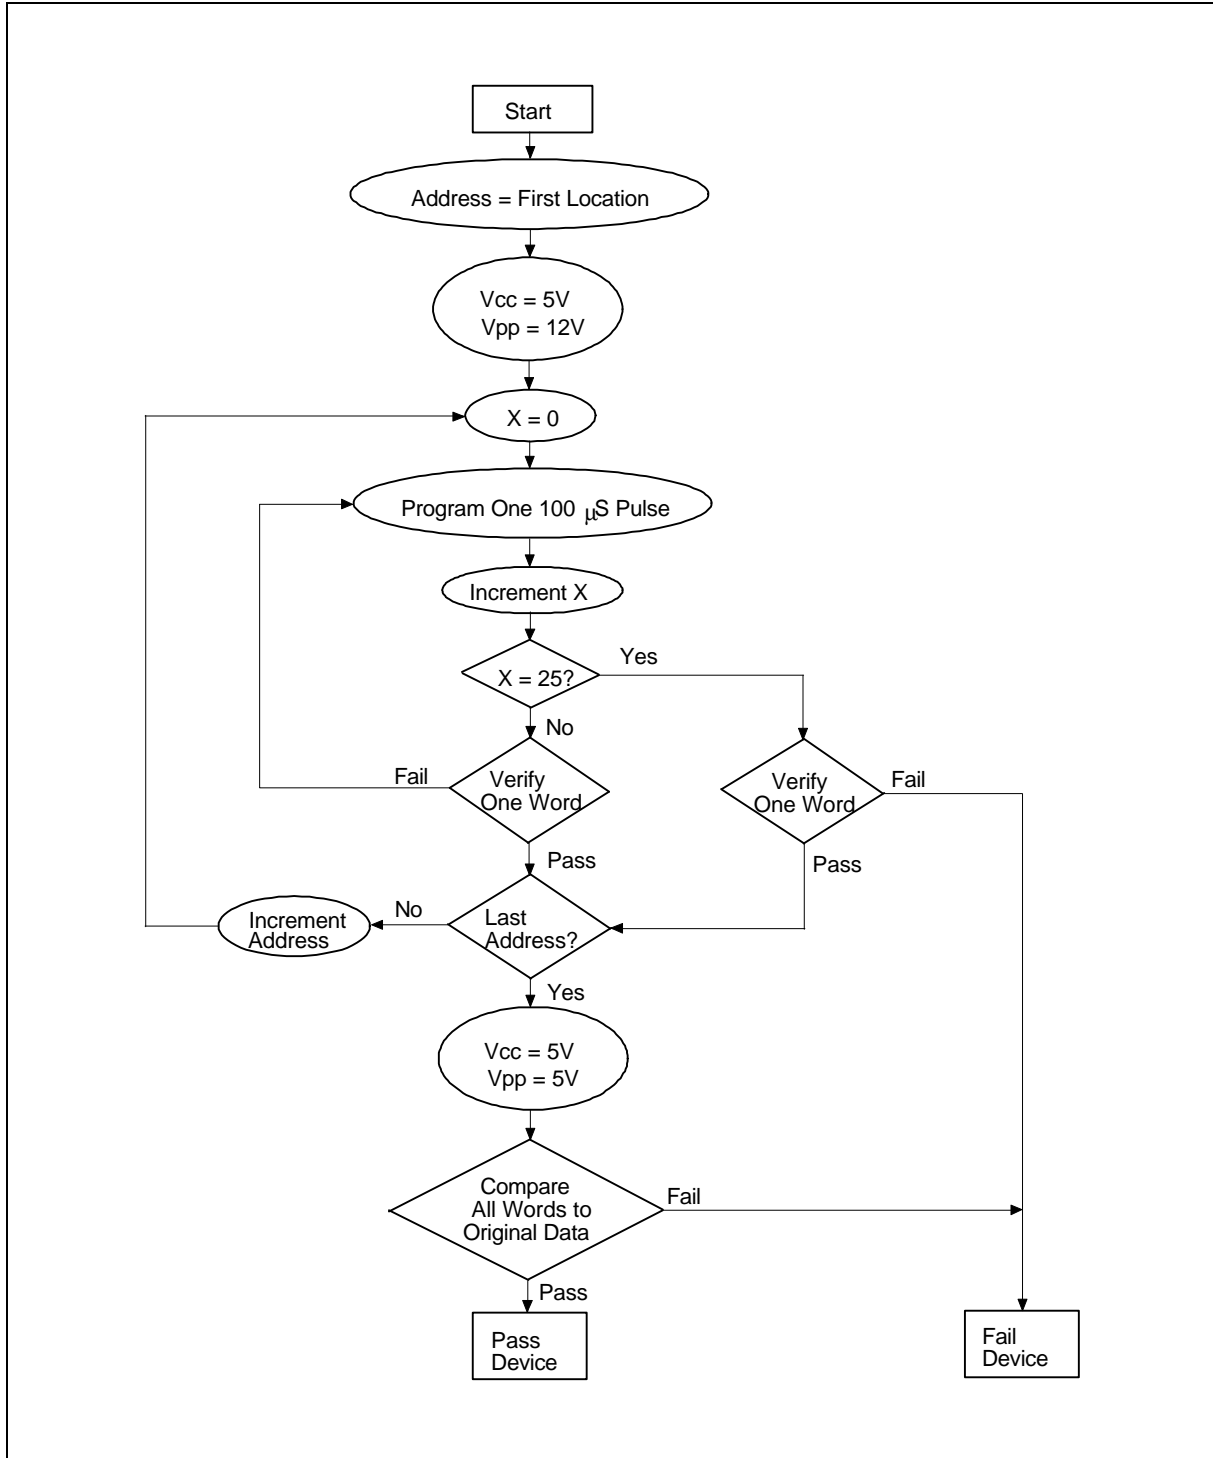 Start
Address = First Location
Vcc = 5V
Vpp = 12V
X = 0
Program One 100 µS Pulse
Increment X
X = 25?
Yes
No
Fail
Verify
One Word
Verify
One Word
Fail
Pass
Pass
Increment
Address
No
Last
Address?
Yes
Vcc = 5V
Vpp = 5V
Compare
All Words to
Original Data
Fail
Pass
Pass
Device
Fail
Device